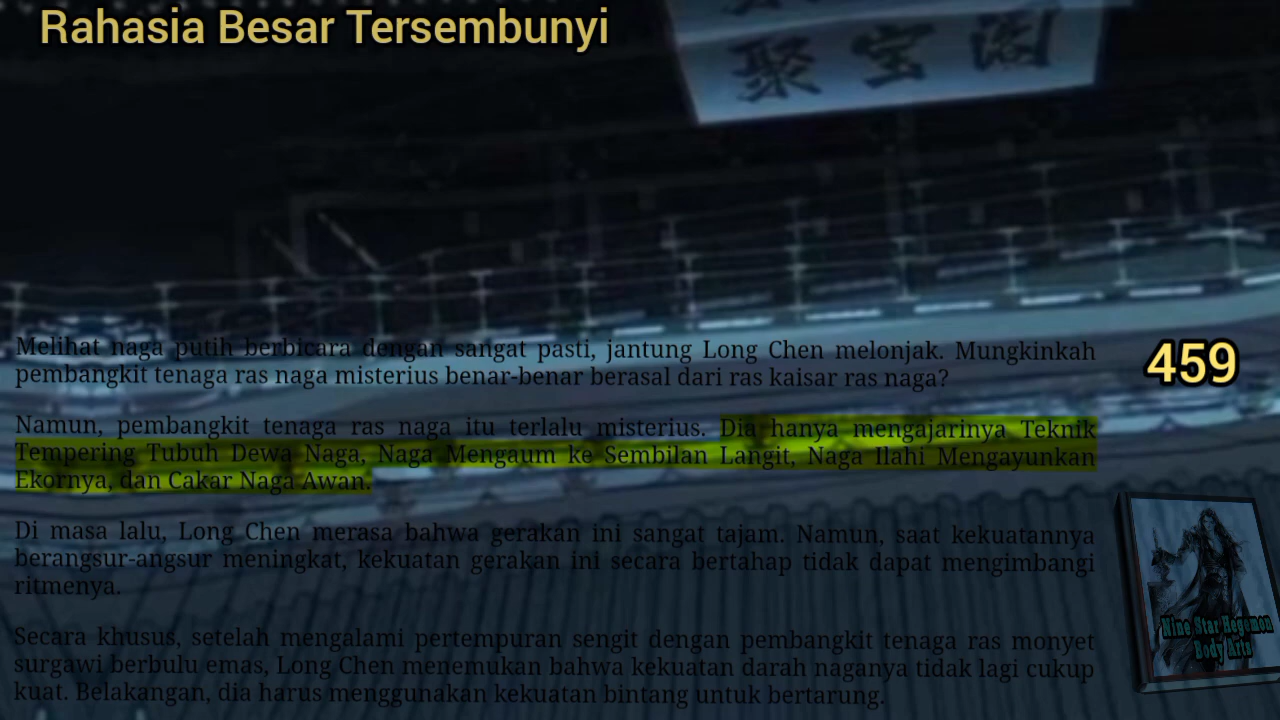 Rahasia Besar Tersembunyi
聚宝阁
Melihat naga putih berbicara dengan sangat pasti, jantung Long Chen melonjak. Mungkinkah
pembangkit tenaga ras naga misterius benar-benar berasal dari ras kaisar ras naga?
459
Namun, pembangkit tenaga ras naga itu terlalu misterius. Dia hanya mengajarinya Teknik
Tempering Tubuh Dewa Naga, Naga Mengaum ke Sembilan Langit, Naga Ilahi Mengayunkan
Ekornya, dan Cakar Naga Awan.
Di masa lalu, Long Chen merasa bahwa gerakan ini sangat tajam. Namun, saat kekuatannya
berangsur-angsur meningkat, kekuatan gerakan ini secara bertahap tidak dapat mengimbangi
ritmenya.
Secara khusus, setelah mengalami pertempuran sengit dengan pembangkit tenaga ras monyet
surgawi berbulu emas, Long Chen menemukan bahwa kekuatan darah naganya tidak lagi cukup
kuat. Belakangan, dia harus menggunakan kekuatan bintang untuk bertarung.
Nine Star Hegemon
Body Arts